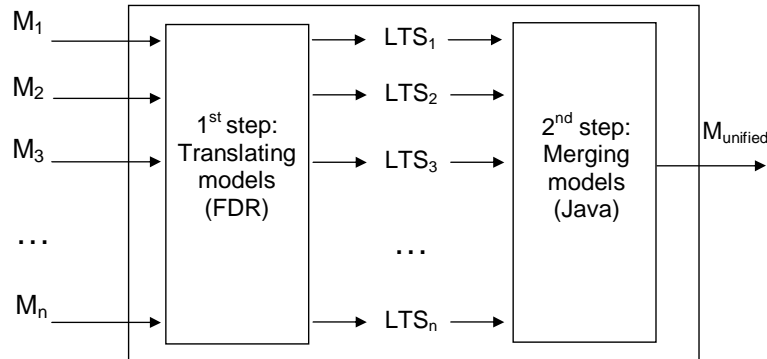 M1
M2
M3
…
Mn
1st step:
Translating
models
(FDR)
LTS1
LTS2
LTS3
…
LTSn
2nd step:
Merging
models
(Java)
Munified